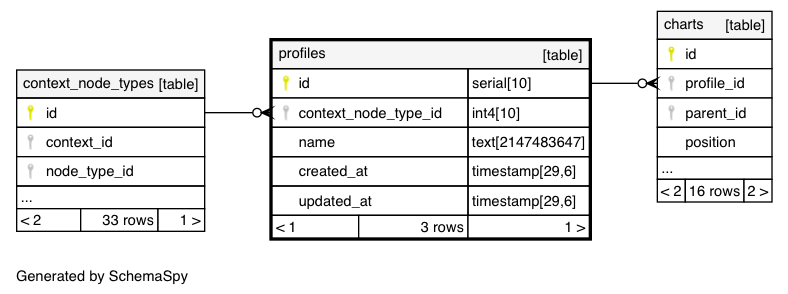 context_node_types [table]
id
context_id
node_type_id
...
< 2 33 rows 1 >
profiles [table]
id serial[10]
context_node_type_id int4[10]
name text[2147483647]
created_at timestamp[29,6]
updated_at timestamp[29,6]
< 1 3 rows 1 >
charts [table]
id
profile_id
parent_id
position
...
< 2 16 rows 2 >
Generated by SchemaSpy